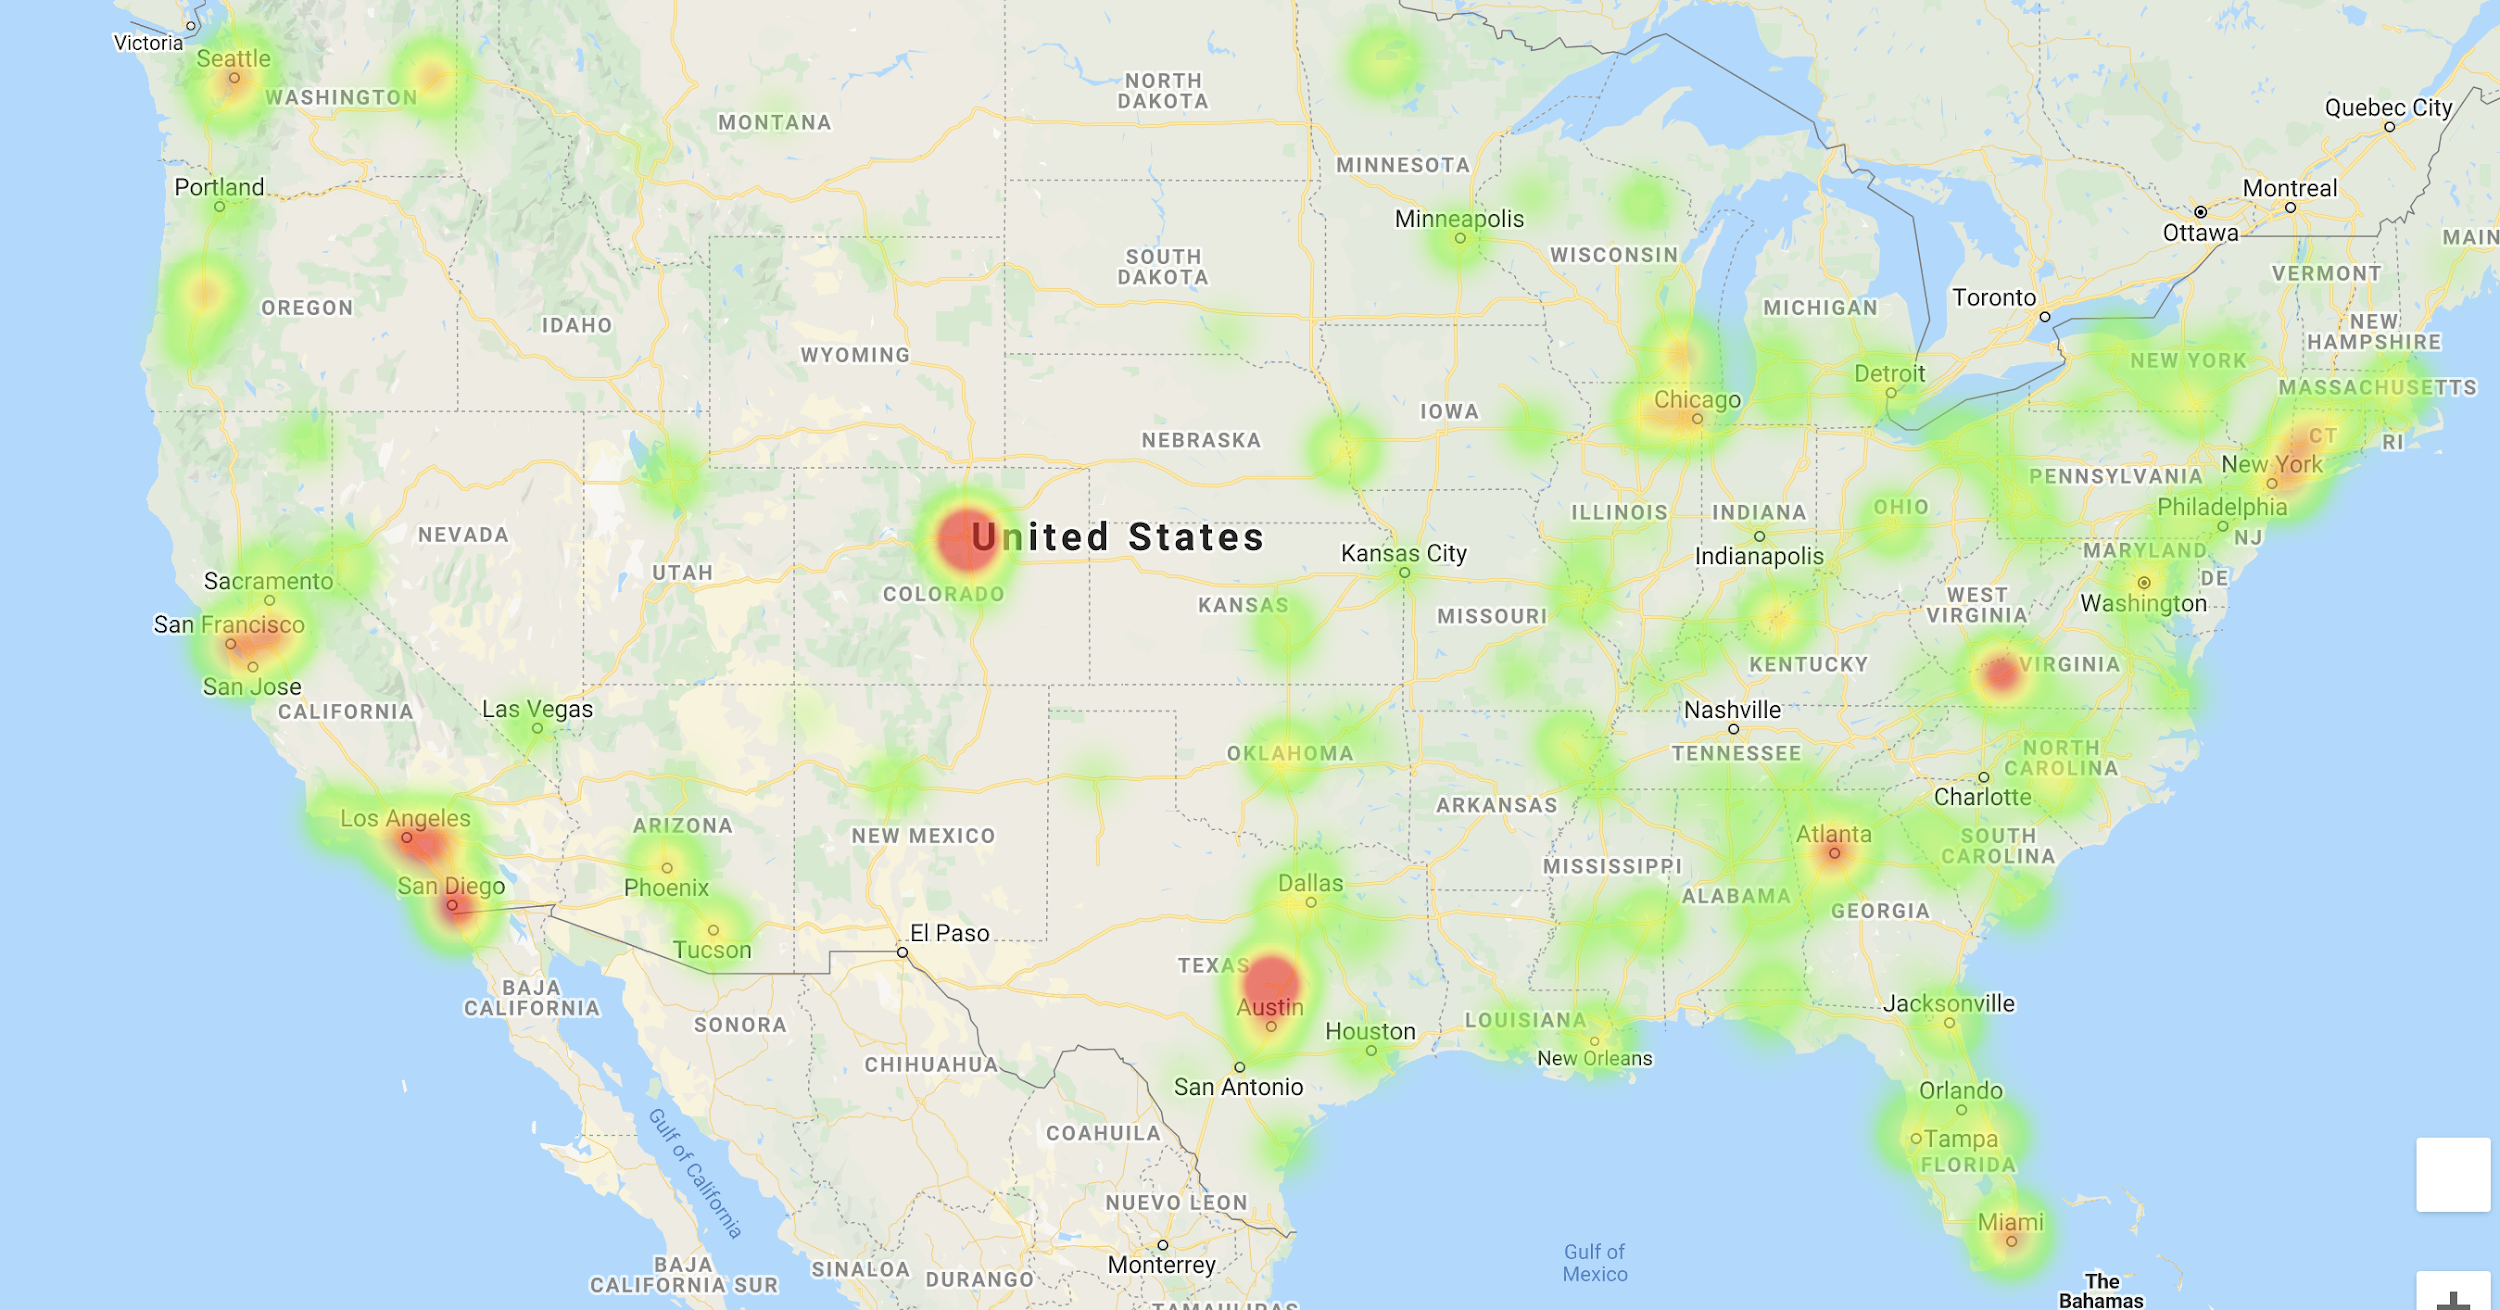 Victoria
Seattle
WASHINGTON
MONTANA
NORTH
DAKOTA
MINNESOTA
Quebec City
Montreal
Ottawa
MAIN
Portland
Minneapolis
WISCONSIN
SOUTH
DAKOTA
VERMONT
OREGON
IDAHO
WYOMING
MICHIGAN
Toronto
NEW
HAMPSHIRE
NEW YORK
Detroit
MASSACHUSETTS
Chicago
IOWA
NEBRASKA
CT
RI
New York
PENNSYLVANIA
NEVADA
United States
ILLINOIS
INDIANA
OHIO
Philadelphia
NJ
Kansas City
Indianapolis
MARYLAND
DE
Sacramento
UTAH
COLORADO
KANSAS
MISSOURI
WEST
VIRGINIA
Washington
San Francisco
San Jose
KENTUCKY
VIRGINIA
CALIFORNIA
Las Vegas
Nashville
OKLAHOMA
TENNESSEE
NORTH
CAROLINA
Charlotte
Los Angeles
ARIZONA
NEW MEXICO
ARKANSAS
Atlanta
SOUTH
CAROLINA
San Diego
Phoenix
Dallas
MISSISSIPPI
ALABAMA
GEORGIA
Tucson
El Paso
TEXAS
BAJA
CALIFORNIA
Austin
Jacksonville
SONORA
Houston
LOUISIANA
New Orleans
CHIHUAHUA
San Antonio
Orlando
COAHUILA
Tampa
FLORIDA
Gulf of California
NUEVO LEON
Miami
Monterrey
Gulf of
Mexico
BAJA
CALIFORNIA SUR
SINALOA
DURANGO
The
Bahamas
TAMAULIPAS